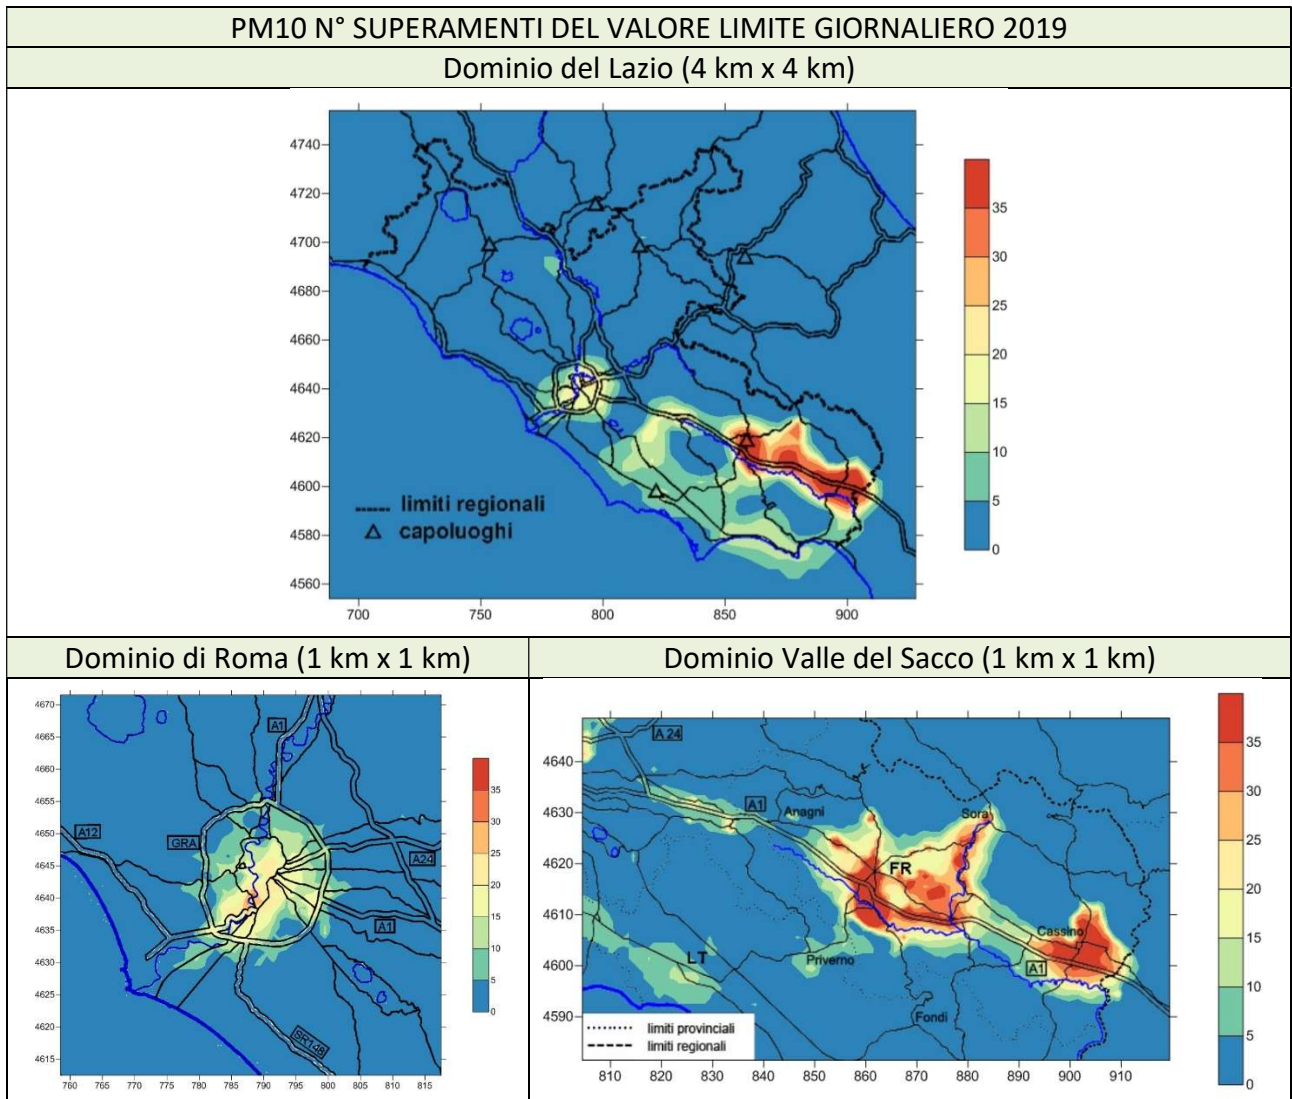 PM10 N° SUPERAMENTI DEL VALORE LIMITE GIORNALIERO 2019
Dominio del Lazio (4 km x 4 km)
4740
4720
4700
4680
4660
4640
4620
4600
4580
4560
700 750 800 850 900
limiti regionali
capoluoghi
35
30
25
20
15
10
5
0
Dominio di Roma (1 km x 1 km)
4670
4665
4660
4655
4650
4645
4640
4635
4630
4625
4620
4615
760 765 770 775 780 785 790 795 800 805 810 815
A1
A12
GRA
A24
A1
SR148
35
30
25
20
15
10
5
0
Dominio Valle del Sacco (1 km x 1 km)
4640
4630
4620
4610
4600
4590
810 820 830 840 850 860 870 880 890 900 910
A 24
A1
Anagni
Sora
FR
Cassino
LT
Priverno
A1
Fondi
limiti provinciali
limiti regionali
35
30
25
20
15
10
5
0